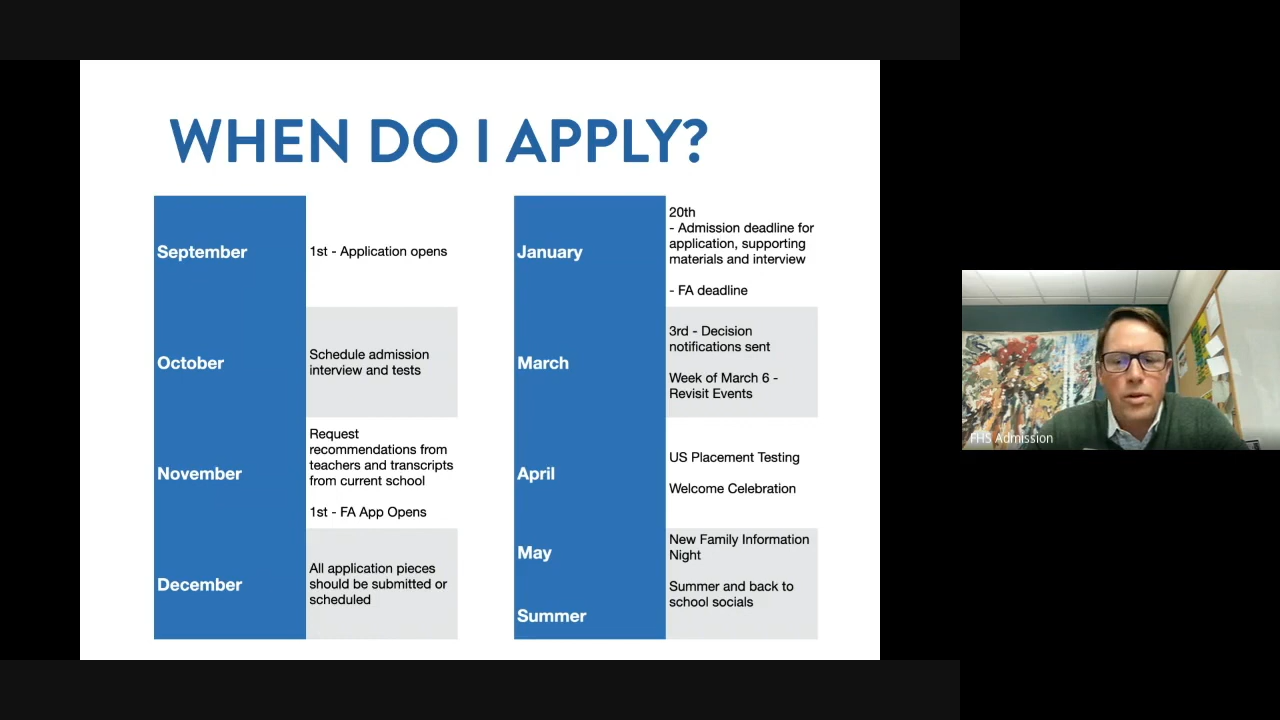 WHEN DO I APPLY?
September
1st - Application opens
October
Schedule admission
interview and tests
November
Request
recommendations from
teachers and transcripts
from current school
1st - FA App Opens
December
All application pieces
should be submitted or
scheduled
January
20th
- Admission deadline for
application, supporting
materials and interview
- FA deadline
March
3rd - Decision
notifications sent
Week of March 6 -
Revisit Events
April
US Placement Testing
Welcome Celebration
May
New Family Information
Night
Summer
Summer and back to
school socials
FHS Admission